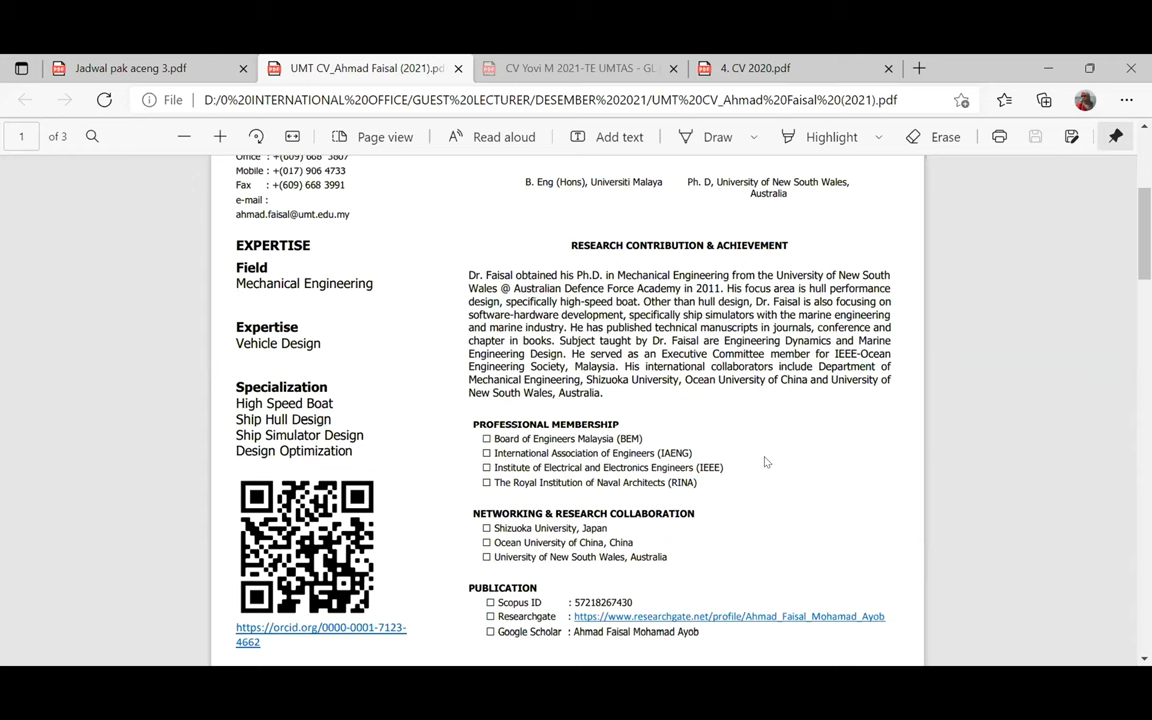 Jadwal pak aceng 3.pdf
UMT CV_Ahmad Faisal (2021).pd
CV Yovi M 2021-TE UMTAS - GL
4. CV 2020.pdf
File
D:/0%20INTERNATIONAL%20OFFICE/GUEST%20LECTURER/DESEMBER%202021/UMT%20CV_Ahmad%20Faisal%20(2021).pdf
1 of 3
Page view
Read aloud
Add text
Draw
Highlight
Erase
Office : +(609) 668 3807
Mobile : +(017) 906 4733
Fax : +(609) 668 3991
e-mail :
ahmad.faisal@umt.edu.my
B. Eng (Hons), Universiti Malaya
Ph. D, University of New South Wales,
Australia
EXPERTISE
Field
Mechanical Engineering
Expertise
Vehicle Design
Specialization
High Speed Boat
Ship Hull Design
Ship Simulator Design
Design Optimization
https://orcid.org/0000-0001-7123-
4662
RESEARCH CONTRIBUTION & ACHIEVEMENT
Dr. Faisal obtained his Ph.D. in Mechanical Engineering from the University of New South
Wales @ Australian Defence Force Academy in 2011. His focus area is hull performance
design, specifically high-speed boat. Other than hull design, Dr. Faisal is also focusing on
software-hardware development, specifically ship simulators with the marine engineering
and marine industry. He has published technical manuscripts in journals, conference and
chapter in books. Subject taught by Dr. Faisal are Engineering Dynamics and Marine
Engineering Design. He served as an Executive Committee member for IEEE-Ocean
Engineering Society, Malaysia. His international collaborators include Department of
Mechanical Engineering, Shizuoka University, Ocean University of China and University of
New South Wales, Australia.
PROFESSIONAL MEMBERSHIP
☐ Board of Engineers Malaysia (BEM)
☐ International Association of Engineers (IAENG)
☐ Institute of Electrical and Electronics Engineers (IEEE)
☐ The Royal Institution of Naval Architects (RINA)
NETWORKING & RESEARCH COLLABORATION
☐ Shizuoka University, Japan
☐ Ocean University of China, China
☐ University of New South Wales, Australia
PUBLICATION
☐ Scopus ID : 57218267430
☐ Researchgate : https://www.researchgate.net/profile/Ahmad_Faisal_Mohamad_Ayob
☐ Google Scholar : Ahmad Faisal Mohamad Ayob